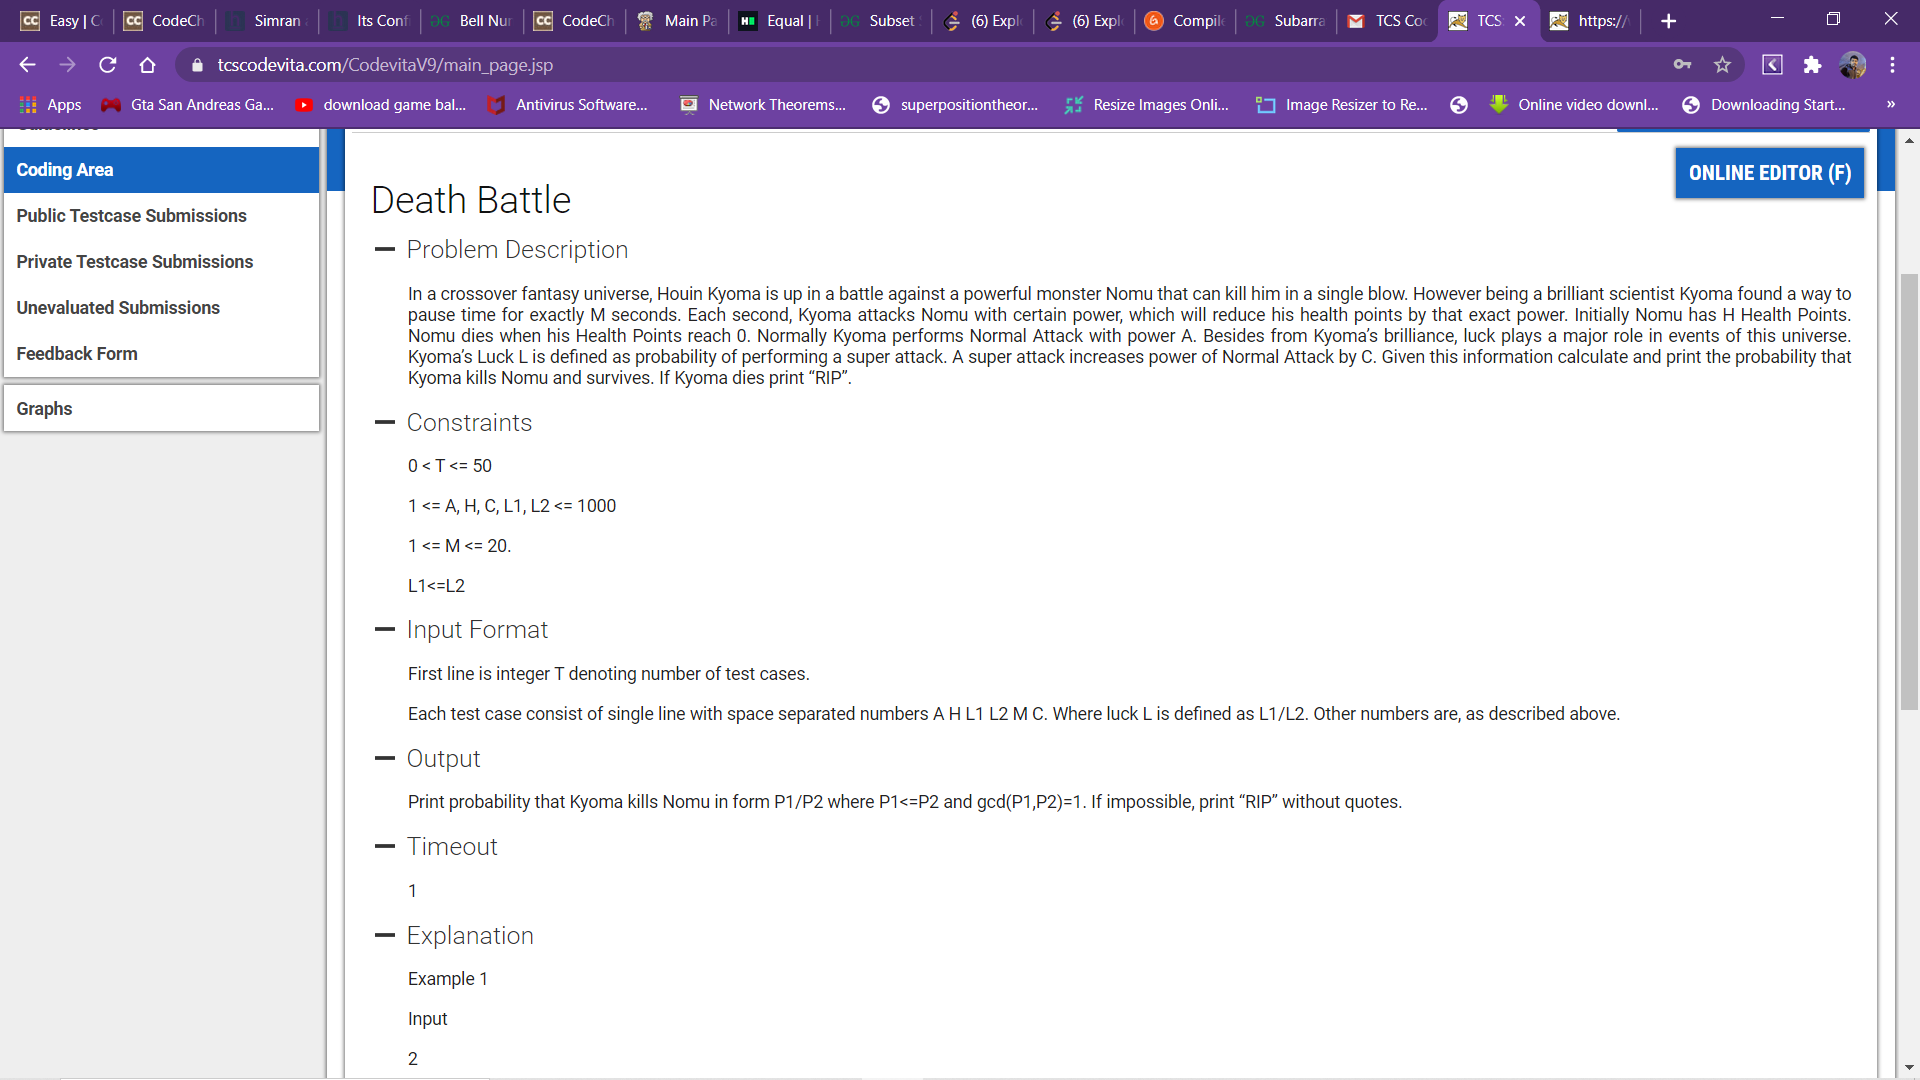 Easy | C
CodeCh
Simran
Its Conf
Bell Nur
CodeCh
Main Pa
Equal |
Subset
(6) Expl
(6) Expl
Compile
Subarra
TCS Co
TCS
https://
tcscodevita.com/CodevitaV9/main_page.jsp
Apps
Gta San Andreas Ga...
download game bal...
Antivirus Software...
Network Theorems...
superpositiontheor...
Resize Images Onli...
Image Resizer to Re...
Online video downl...
Downloading Start...
»
Coding Area
Public Testcase Submissions
Private Testcase Submissions
Unevaluated Submissions
Feedback Form
Graphs
ONLINE EDITOR (F)
Death Battle
Problem Description
In a crossover fantasy universe, Houin Kyoma is up in a battle against a powerful monster Nomu that can kill him in a single blow. However being a brilliant scientist Kyoma found a way to
pause time for exactly M seconds. Each second, Kyoma attacks Nomu with certain power, which will reduce his health points by that exact power. Initially Nomu has H Health Points.
Nomu dies when his Health Points reach 0. Normally Kyoma performs Normal Attack with power A. Besides from Kyoma’s brilliance, luck plays a major role in events of this universe.
Kyoma’s Luck L is defined as probability of performing a super attack. A super attack increases power of Normal Attack by C. Given this information calculate and print the probability that
Kyoma kills Nomu and survives. If Kyoma dies print “RIP”.
Constraints
0 < T <= 50
1 <= A, H, C, L1, L2 <= 1000
1 <= M <= 20.
L1<=L2
Input Format
First line is integer T denoting number of test cases.
Each test case consist of single line with space separated numbers A H L1 L2 M C. Where luck L is defined as L1/L2. Other numbers are, as described above.
Output
Print probability that Kyoma kills Nomu in form P1/P2 where P1<=P2 and gcd(P1,P2)=1. If impossible, print “RIP” without quotes.
Timeout
1
Explanation
Example 1
Input
2